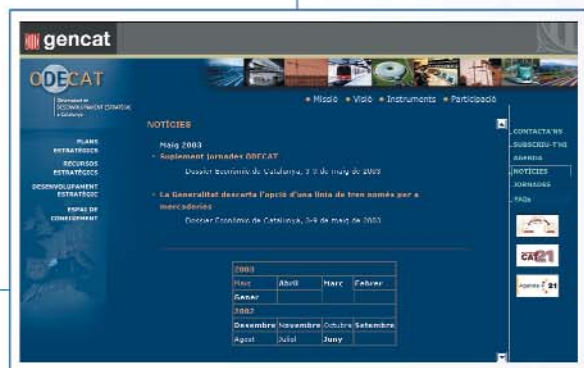 gencat
ODECAT
Observatori de
DESENVOLUPAMENT ESTRATÈGIC
a Catalunya
• Missió • Visió • Instruments • Participació
PLANS
ESTRATÈGICS
RECURSOS
ESTRATÈGICS
DESENVOLUPAMENT
ESTRATÈGIC
ESPAI DE
CONEIXEMENT
NOTÍCIES
Maig 2003
• Suplement Jornades ODECAT
Dossier Econòmic de Catalunya, 3-9 de maig de 2003
• La Generalitat descarta l'opció d'una línia de tren només per a
mercaderies
Dossier Econòmic de Catalunya, 3-9 de maig de 2003
2003
Maig Abril Març Febrer
Gener
2002
Desembre Novembre Octubre Setembre
Agost Juliol Juny
CONTACTA'NS
SUBSCRIU-T'HI
AGENDA
NOTÍCIES
JORNADES
FAQs
CAT21
Agenda 21